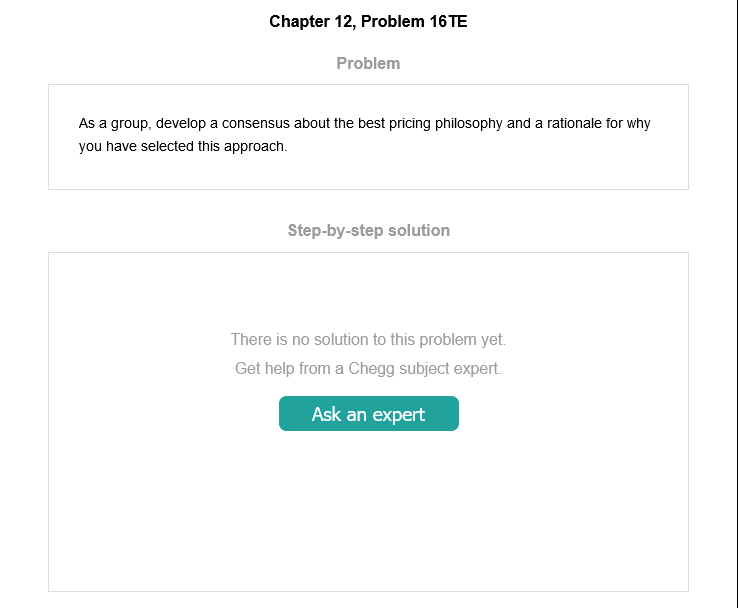 Chapter 12, Problem 16TE
Problem
As a group, develop a consensus about the best pricing philosophy and a rationale for why
you have selected this approach.
Step-by-step solution
There is no solution to this problem yet.
Get help from a Chegg subject expert.
Ask an expert